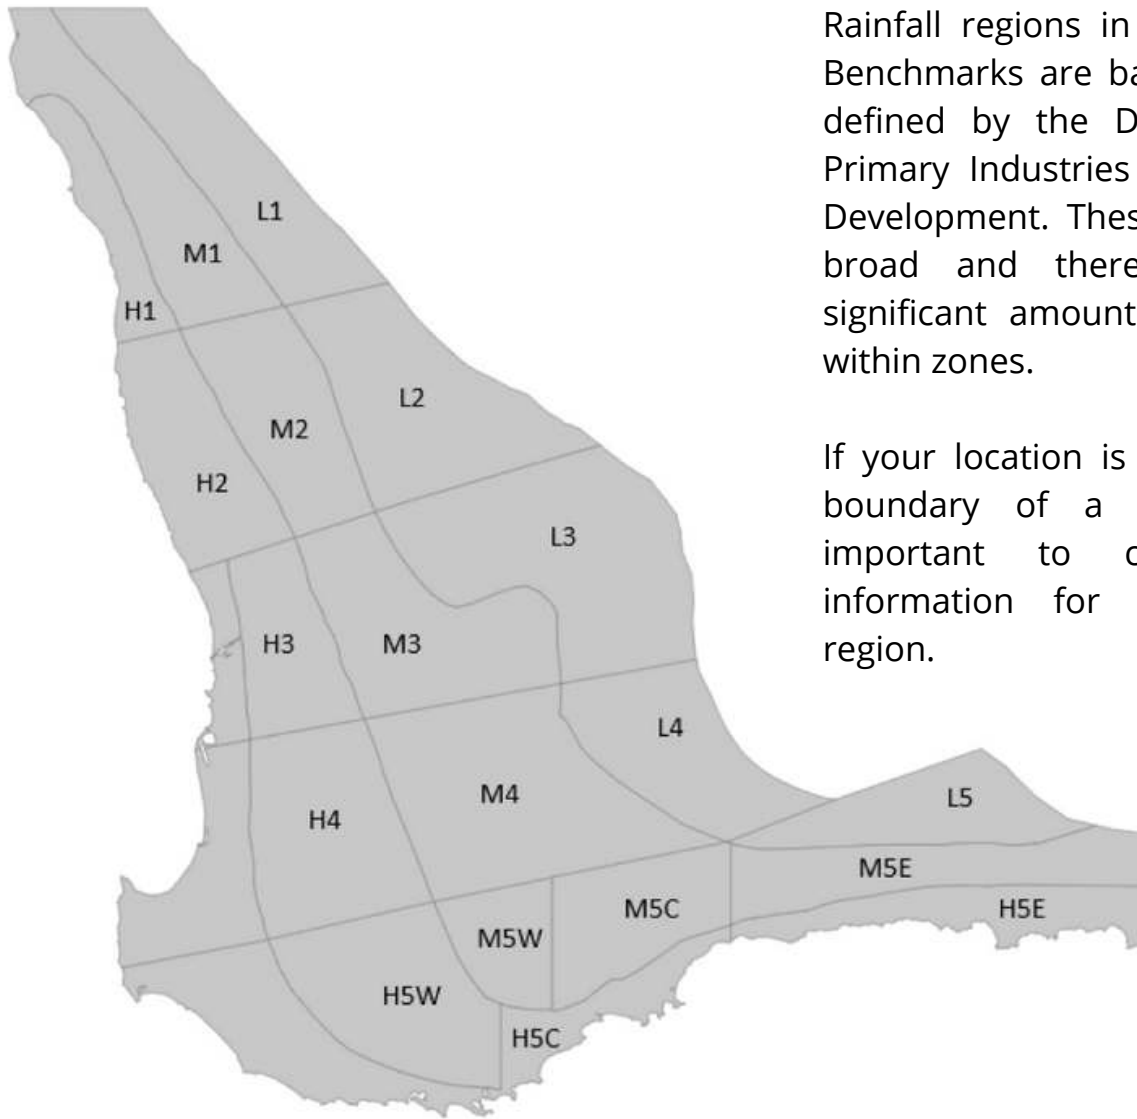 Rainfall regions in
Benchmarks are ba
defined by the D
Primary Industries
Development. Thes
broad and there
significant amount
within zones.
If your location is
boundary of a
important to c
information for
region.
L1
M1
H1
L2
M2
H2
L3
H3
M3
L4
M4
H4
L5
M5E
M5C
H5E
M5W
H5W
H5C